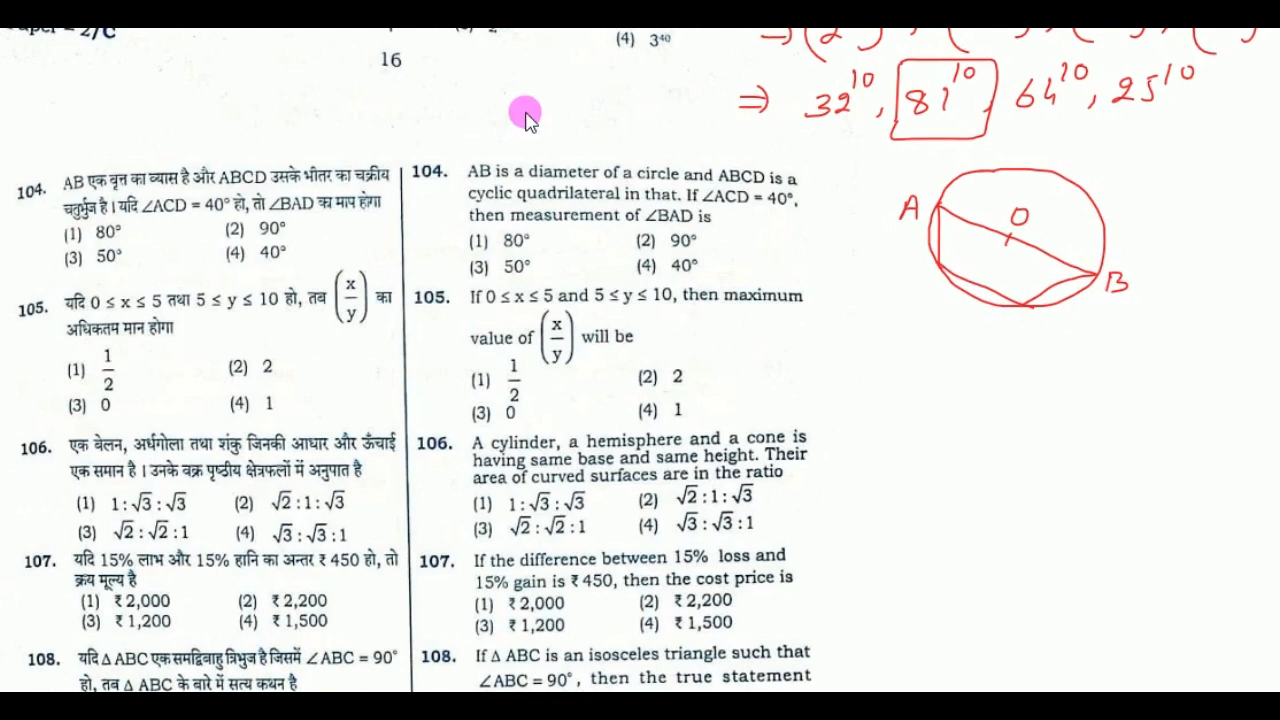 2/C
(4) 3⁴⁰
16
⇒ 32¹⁰, 81¹⁰, 64¹⁰, 25¹⁰
104. AB एक वृत्त का व्यास है और ABCD उसके भीतर का चक्रीय
चतुर्भुज है । यदि ∠ACD = 40° हो, तो ∠BAD का माप होगा
(1) 80° (2) 90°
(3) 50° (4) 40°
105. यदि 0 ≤ x ≤ 5 तथा 5 ≤ y ≤ 10 हो, तब (x/y) का
अधिकतम मान होगा
(1) 1/2 (2) 2
(3) 0 (4) 1
106. एक बेलन, अर्धगोला तथा शंकु जिनकी आधार और ऊँचाई
एक समान है । उनके वक्र पृष्ठीय क्षेत्रफलों में अनुपात है
(1) 1 : √3 : √3 (2) √2 : 1 : √3
(3) √2 : √2 : 1 (4) √3 : √3 : 1
107. यदि 15% लाभ और 15% हानि का अन्तर ₹ 450 हो, तो
क्रय मूल्य है
(1) ₹ 2,000 (2) ₹ 2,200
(3) ₹ 1,200 (4) ₹ 1,500
108. यदि Δ ABC एक समद्विबाहु त्रिभुज है जिसमें ∠ABC = 90°
हो, तब Δ ABC के बारे में सत्य कथन है
104. AB is a diameter of a circle and ABCD is a
cyclic quadrilateral in that. If ∠ACD = 40°,
then measurement of ∠BAD is
(1) 80° (2) 90°
(3) 50° (4) 40°
105. If 0 ≤ x ≤ 5 and 5 ≤ y ≤ 10, then maximum
value of (x/y) will be
(1) 1/2 (2) 2
(3) 0 (4) 1
106. A cylinder, a hemisphere and a cone is
having same base and same height. Their
area of curved surfaces are in the ratio
(1) 1 : √3 : √3 (2) √2 : 1 : √3
(3) √2 : √2 : 1 (4) √3 : √3 : 1
107. If the difference between 15% loss and
15% gain is ₹ 450, then the cost price is
(1) ₹ 2,000 (2) ₹ 2,200
(3) ₹ 1,200 (4) ₹ 1,500
108. If Δ ABC is an isosceles triangle such that
∠ABC = 90°, then the true statement
A
O
B